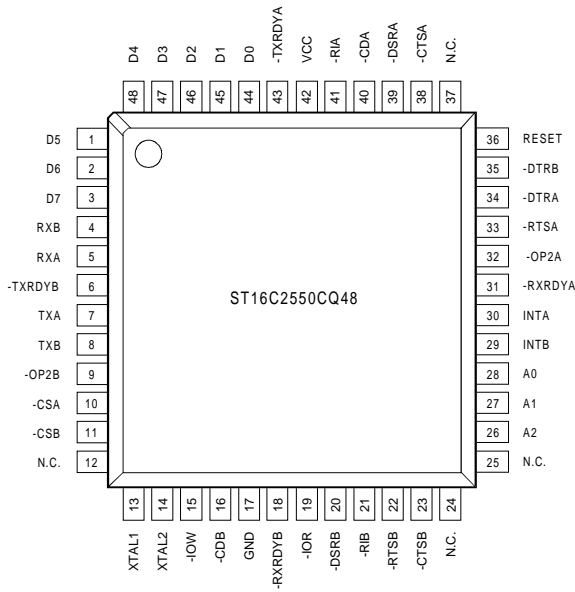 D4 D3 D2 D1 D0 -TXRDYA VCC -RIA -CDA -DSRA -CTSA N.C.
48 47 46 45 44 43 42 41 40 39 38 37
D5 1 36 RESET
D6 2 35 -DTRB
D7 3 34 -DTRA
RXB 4 33 -RTSA
RXA 5 32 -OP2A
-TXRDYB 6 31 -RXRDYA
ST16C2550CQ48
TXA 7 30 INTA
TXB 8 29 INTB
-OP2B 9 28 A0
-CSA 10 27 A1
-CSB 11 26 A2
N.C. 12 25 N.C.
13 14 15 16 17 18 19 20 21 22 23 24
XTAL1 XTAL2 -IOW -CDB GND -RXRDYB -IOR -DSRB -RIB -RTSB -CTSB N.C.